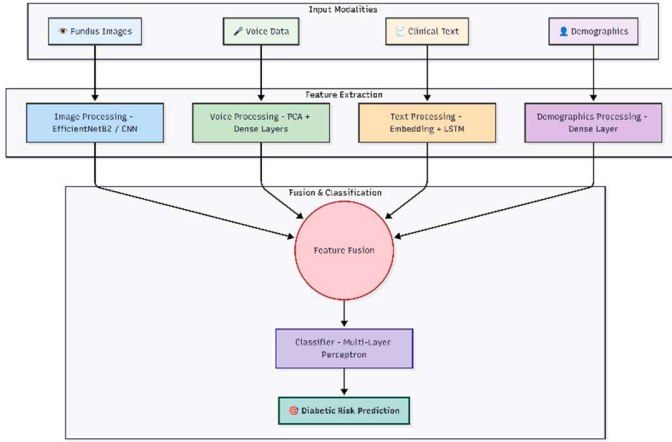 Input Modalities
👁️ Fundus Images
🎤 Voice Data
📄 Clinical Text
👤 Demographics
Feature Extraction
Image Processing -
EfficientNetB2 / CNN
Voice Processing - PCA +
Dense Layers
Text Processing -
Embedding + LSTM
Demographics Processing -
Dense Layer
Fusion & Classification
Feature Fusion
Classifier - Multi-Layer
Perceptron
🎯 Diabetic Risk Prediction